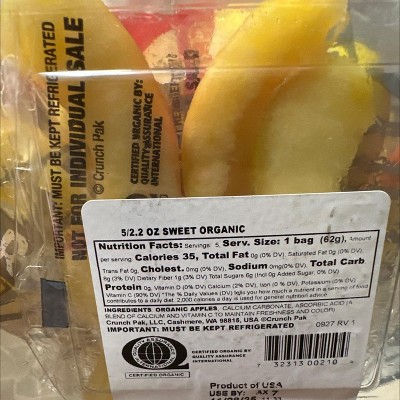 IMPORTANT: MUST BE KEPT REFRIGERATED
NOT FOR INDIVIDUAL SALE
© Crunch Pak
CERTIFIED ORGANIC BY:
QUALITY ASSURANCE
INTERNATIONAL
5/2.2 OZ SWEET ORGANIC
Nutrition Facts: Servings: 5, Serv. Size: 1 bag (62g), Amount
per serving: Calories 35, Total Fat 0g (0% DV), Saturated Fat 0g (0% DV),
Trans Fat 0g, Cholest. 0mg (0% DV), Sodium 0mg(0% DV), Total Carb
9g (3% DV) Dietary Fiber 1g (3% DV) Total Sugars 6g (Incl 0g Added Sugar, 0% DV)
Protein 0g, Vitamin D (0% DV) Calcium (2% DV), Iron (0% DV), Potassium (0% DV)
Vitamin C (90% DV) *The % Daily Values (DV) tells you how much a nutrient in a serving of food
contributes to a daily diet. 2,000 calories a day is used for general nutrition advice
INGREDIENTS ORGANIC APPLES, CALCIUM CARBONATE, ASCORBIC ACID (A
BLEND OF CALCIUM AND VITAMIN C TO MAINTAIN FRESHNESS AND COLOR)
Crunch Pak, LLC, Cashmere, WA 98815, USA ©Crunch Pak
IMPORTANT: MUST BE KEPT REFRIGERATED
0927 RV 1
CERTIFIED ORGANIC BY
QUALITY ASSURANCE
INTERNATIONAL
CERTIFIED ORGANIC
7 32313 00210
Product of USA
USE BY: AX 7